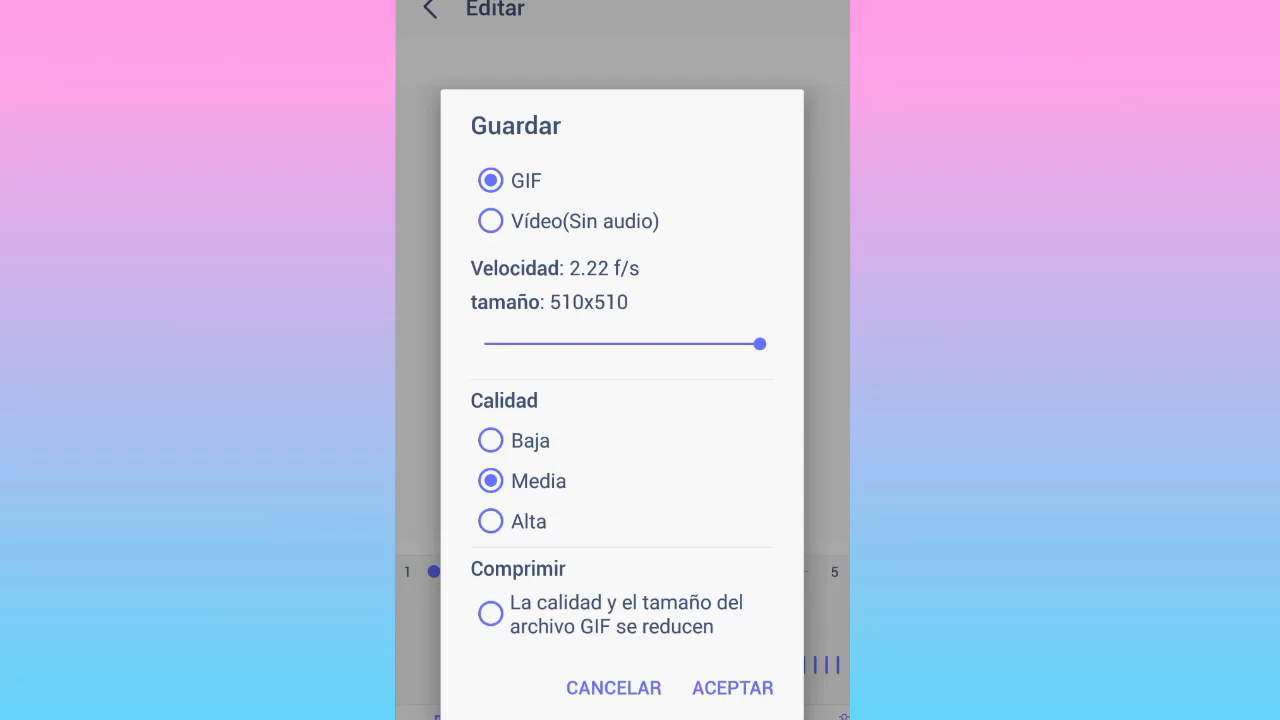 Editar
Guardar
GIF
Vídeo(Sin audio)
Velocidad: 2.22 f/s
tamaño: 510x510
Calidad
Baja
Media
Alta
1
5
Comprimir
La calidad y el tamaño del
archivo GIF se reducen
CANCELAR ACEPTAR